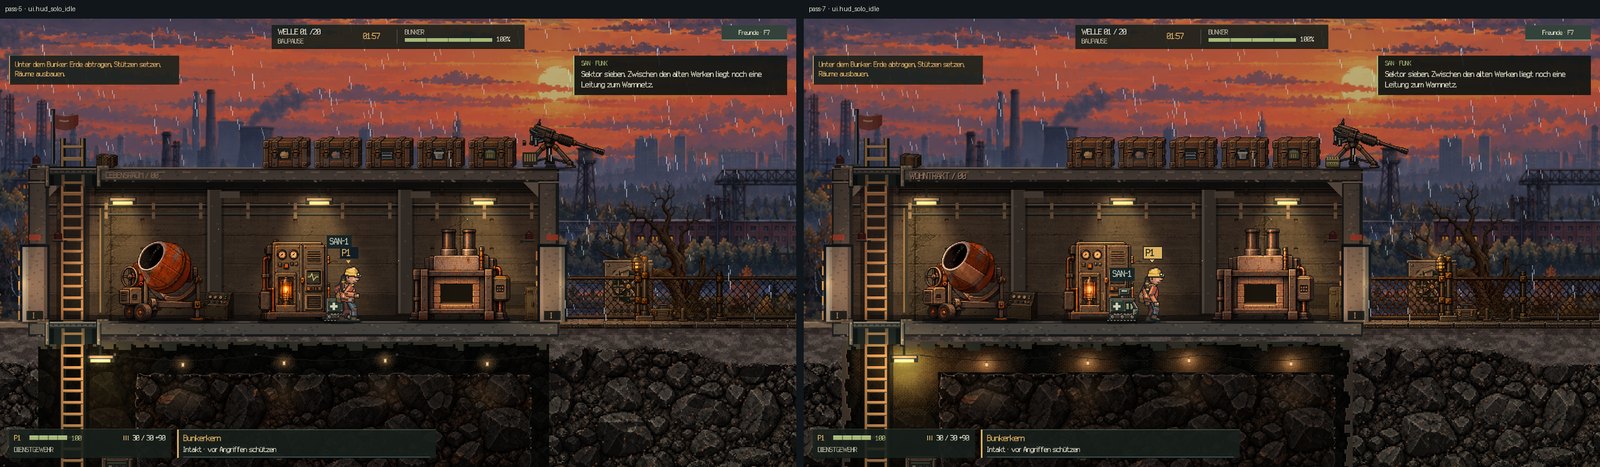 pass-6 · ui.hud_solo_idle
WELLE 01 /20
BAUPAUSE
01:57
BUNKER
100%
Freunde F7
Unter dem Bunker: Erde abtragen, Stützen setzen,
Räume ausbauen.
SAN FUNK
Sektor sieben. Zwischen den alten Werken liegt noch eine
Leitung zum Warnnetz.
LEBENSRAUM / 00
SAN-1
P1
P1
100
30 / 30 +90
DIENSTGEWEHR
Bunkerkern
Intakt · vor Angriffen schützen
pass-7 · ui.hud_solo_idle
WELLE 01 / 20
BAUPAUSE
01:57
BUNKER
100%
Freunde F7
Unter dem Bunker: Erde abtragen, Stützen setzen,
Räume ausbauen.
SAN FUNK
Sektor sieben. Zwischen den alten Werken liegt noch eine
Leitung zum Warnnetz.
WOHNTRAKT / 00
P1
SAN-1
P1
100
30 / 30 +90
DIENSTGEWEHR
Bunkerkern
Intakt · vor Angriffen schützen